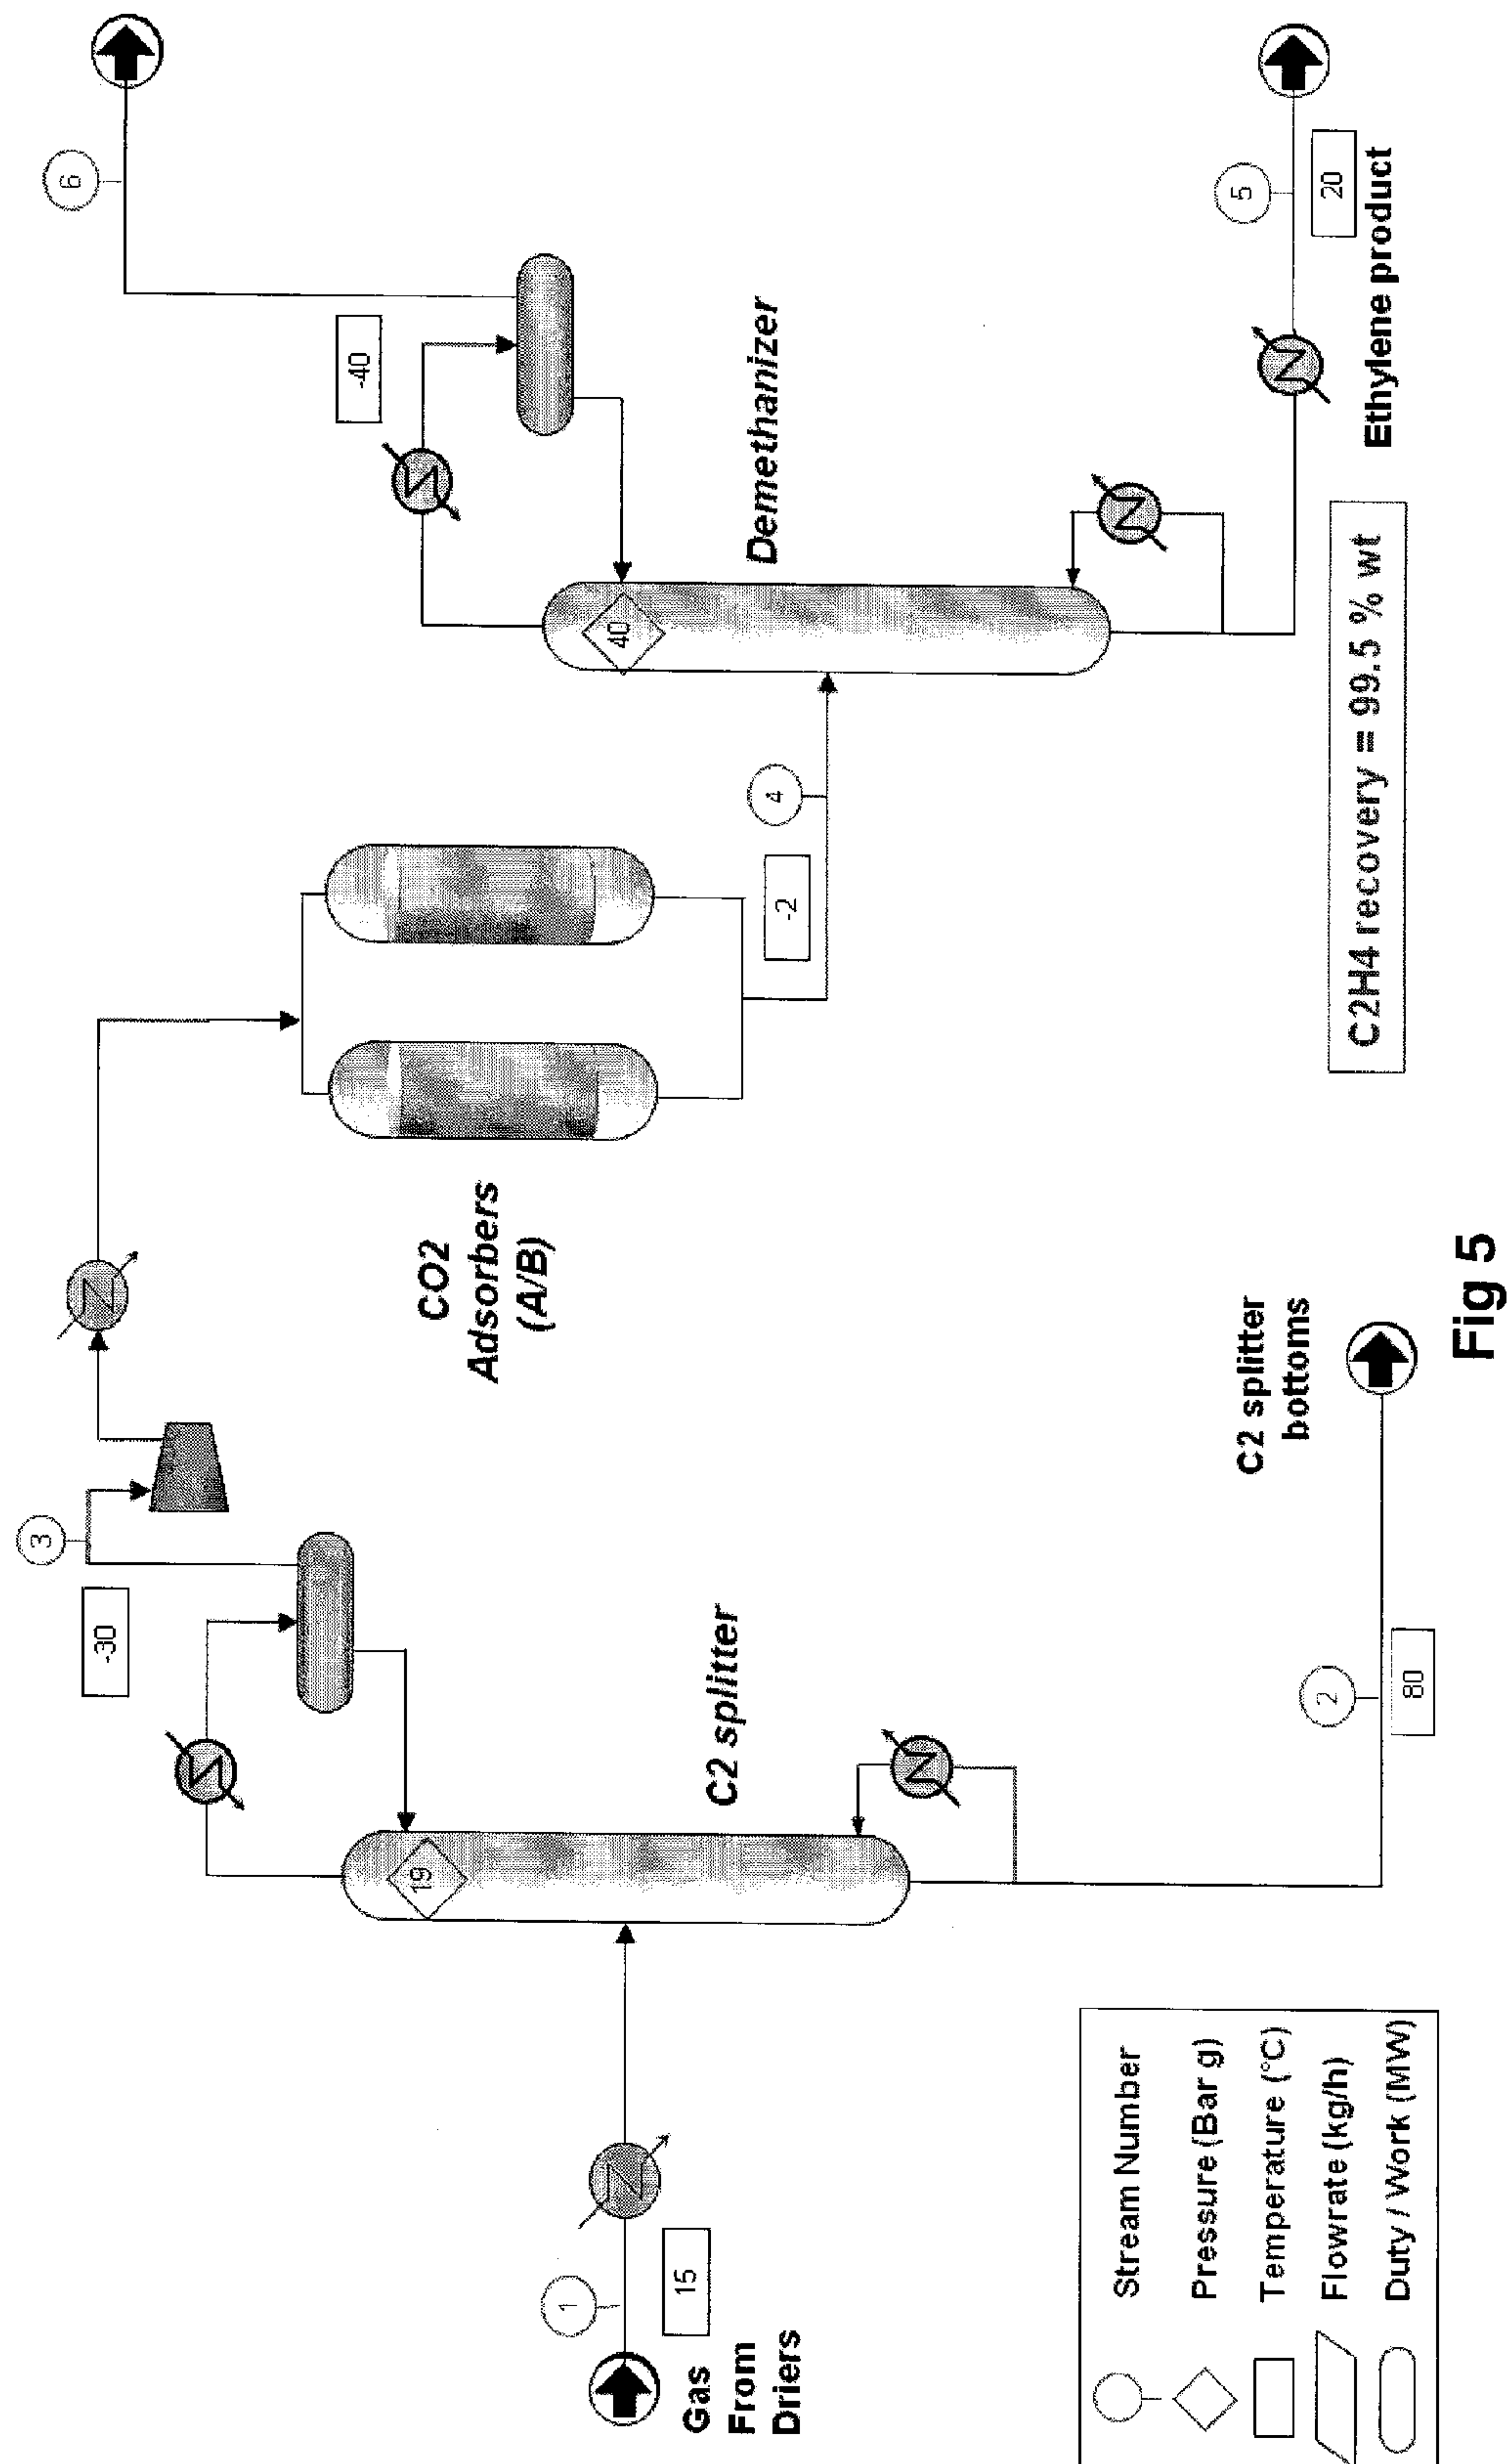 6
-40
3
-30
CO2
Adsorbers
(A/B)
Demethanizer
40
4
-2
5
20
Ethylene product
C2H4 recovery = 99.5 % wt
C2 splitter
19
1
15
Gas
From
Driers
2
80
C2 splitter
bottoms
Stream Number
Pressure (Bar g)
Temperature (°C)
Flowrate (kg/h)
Duty / Work (MW)
Fig 5